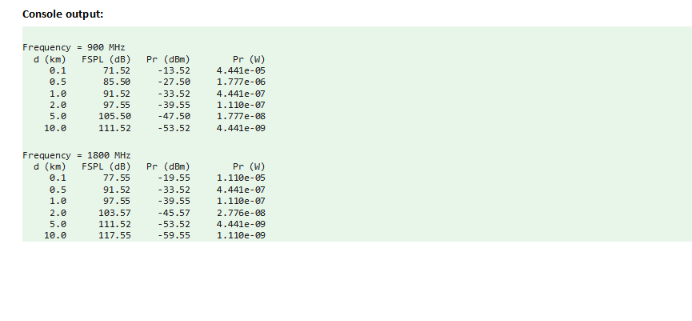 Console output:
Frequency = 900 MHz
d (km) FSPL (dB) Pr (dBm) Pr (W)
0.1 71.52 -13.52 4.441e-05
0.5 85.50 -27.50 1.777e-06
1.0 91.52 -33.52 4.441e-07
2.0 97.55 -39.55 1.110e-07
5.0 105.50 -47.50 1.777e-08
10.0 111.52 -53.52 4.441e-09
Frequency = 1800 MHz
d (km) FSPL (dB) Pr (dBm) Pr (W)
0.1 77.55 -19.55 1.110e-05
0.5 91.52 -33.52 4.441e-07
1.0 97.55 -39.55 1.110e-07
2.0 103.57 -45.57 2.776e-08
5.0 111.52 -53.52 4.441e-09
10.0 117.55 -59.55 1.110e-09